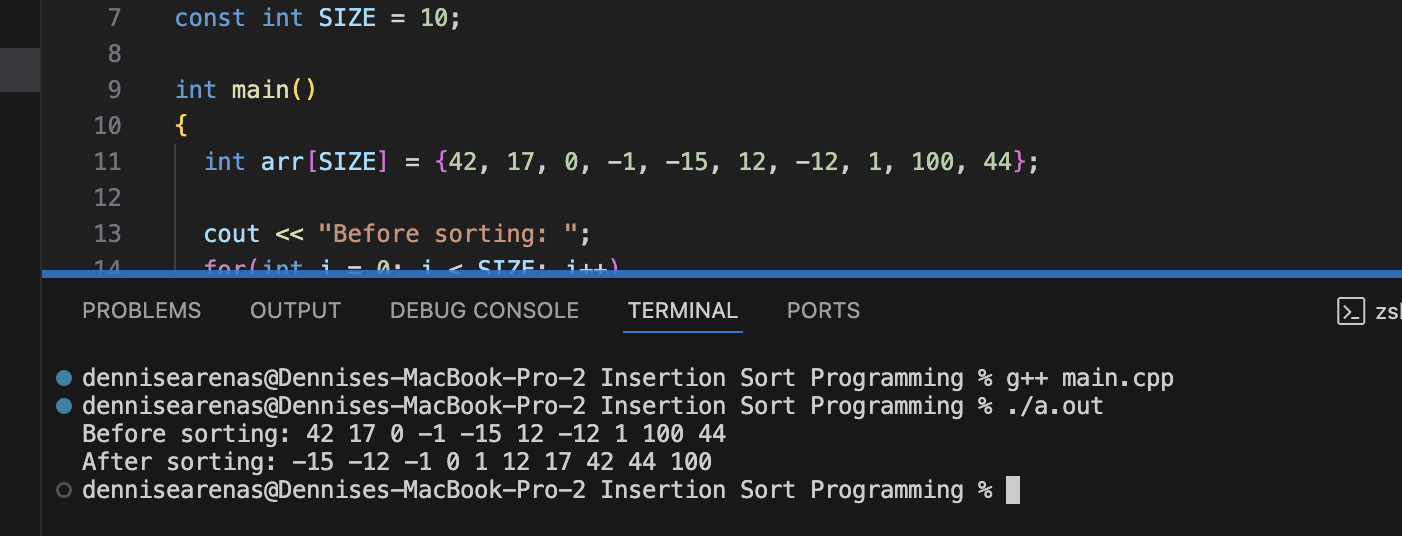 7 const int SIZE = 10;
8
9 int main()
10 {
11 int arr[SIZE] = {42, 17, 0, -1, -15, 12, -12, 1, 100, 44};
12
13 cout << "Before sorting: ";
14 for(int i = 0; i < SIZE; i++)
PROBLEMS OUTPUT DEBUG CONSOLE TERMINAL PORTS
dennisearenas@Dennises-MacBook-Pro-2 Insertion Sort Programming % g++ main.cpp
dennisearenas@Dennises-MacBook-Pro-2 Insertion Sort Programming % ./a.out
Before sorting: 42 17 0 -1 -15 12 -12 1 100 44
After sorting: -15 -12 -1 0 1 12 17 42 44 100
dennisearenas@Dennises-MacBook-Pro-2 Insertion Sort Programming %